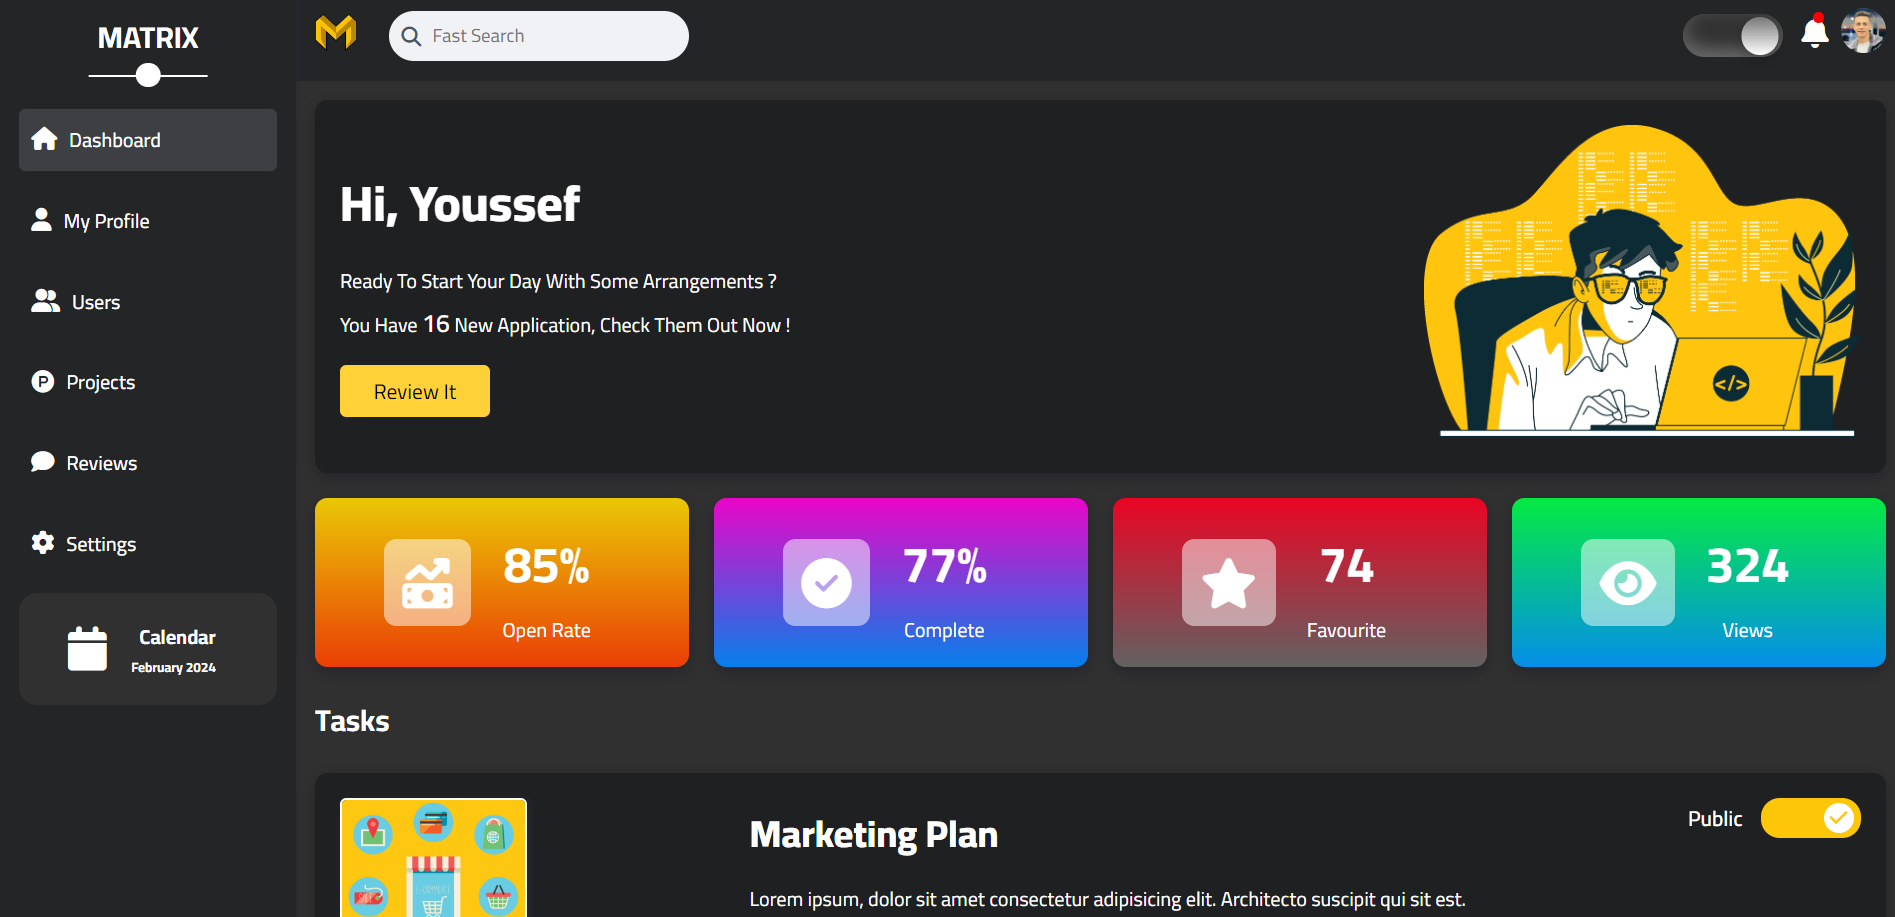 MATRIX
Fast Search
Dashboard
My Profile
Users
Projects
Reviews
Settings
Calendar
February 2024
Hi, Youssef
Ready To Start Your Day With Some Arrangements ?
You Have 16 New Application, Check Them Out Now !
Review It
</>
85%
Open Rate
77%
Complete
74
Favourite
324
Views
Tasks
E-COMMERCE
Marketing Plan
Public
Lorem ipsum, dolor sit amet consectetur adipisicing elit. Architecto suscipit qui sit est.